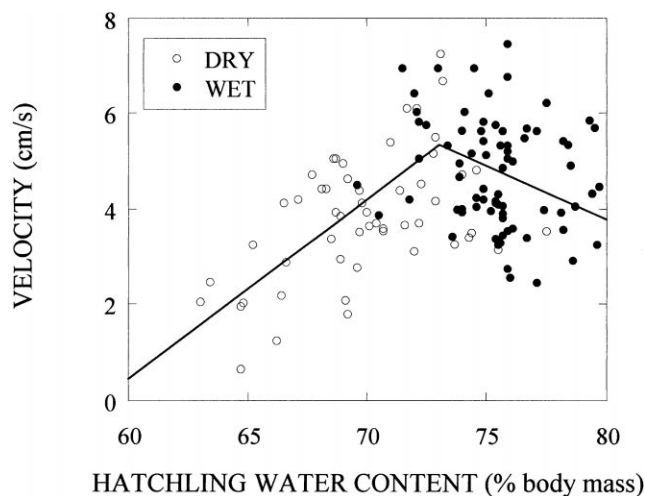 8
6
4
2
0
VELOCITY (cm/s)
DRY
WET
60 65 70 75 80
HATCHLING WATER CONTENT (% body mass)